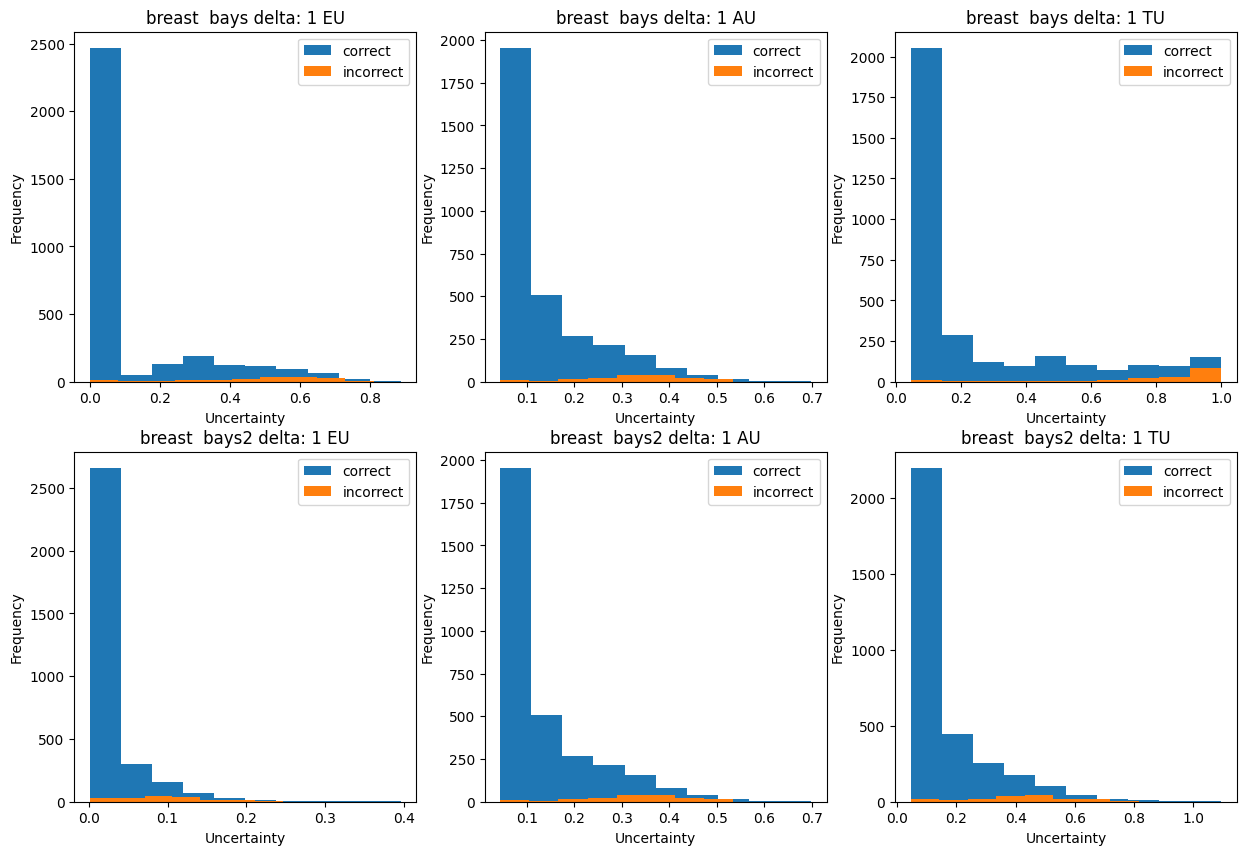 breast  bays delta: 1 EU
correct
incorrect
Frequency
2500
2000
1500
1000
500
0
0.0 0.2 0.4 0.6 0.8
Uncertainty
breast  bays delta: 1 AU
correct
incorrect
Frequency
2000
1750
1500
1250
1000
750
500
250
0
0.1 0.2 0.3 0.4 0.5 0.6 0.7
Uncertainty
breast  bays delta: 1 TU
correct
incorrect
Frequency
2000
1750
1500
1250
1000
750
500
250
0
0.0 0.2 0.4 0.6 0.8 1.0
Uncertainty
breast  bays2 delta: 1 EU
correct
incorrect
Frequency
2500
2000
1500
1000
500
0
0.0 0.1 0.2 0.3 0.4
Uncertainty
breast  bays2 delta: 1 AU
correct
incorrect
Frequency
2000
1750
1500
1250
1000
750
500
250
0
0.1 0.2 0.3 0.4 0.5 0.6 0.7
Uncertainty
breast  bays2 delta: 1 TU
correct
incorrect
Frequency
2000
1500
1000
500
0
0.0 0.2 0.4 0.6 0.8 1.0
Uncertainty